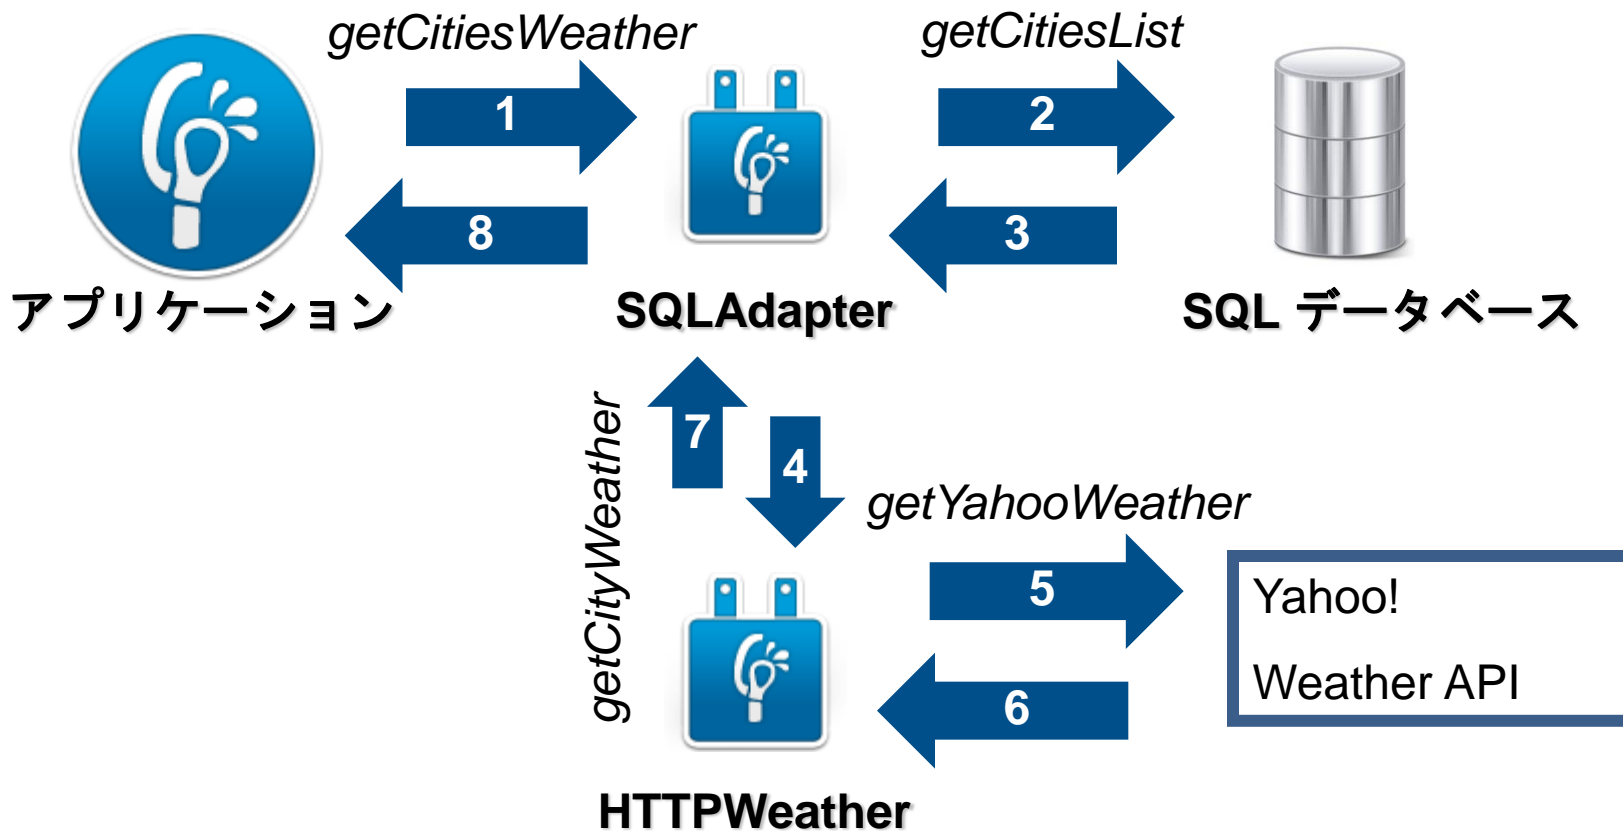 getCitiesWeather
getCitiesList
1
2
8
3
アプリケーション
SQLAdapter
SQL データベース
getCityWeather
7
4
getYahooWeather
5
6
Yahoo!
Weather API
HTTPWeather